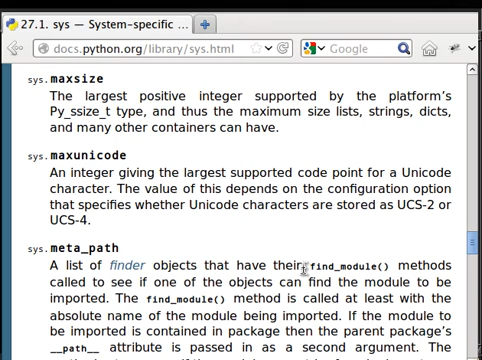 27.1. sys — System-specific ...
docs.python.org/library/sys.html
Google
sys.maxsize
The largest positive integer supported by the platform’s
Py_ssize_t type, and thus the maximum size lists, strings, dicts,
and many other containers can have.
sys.maxunicode
An integer giving the largest supported code point for a Unicode
character. The value of this depends on the configuration option
that specifies whether Unicode characters are stored as UCS-2 or
UCS-4.
sys.meta_path
A list of finder objects that have their find_module() methods
called to see if one of the objects can find the module to be
imported. The find_module() method is called at least with the
absolute name of the module being imported. If the module to
be imported is contained in package then the parent package’s
__path__ attribute is passed in as a second argument. The